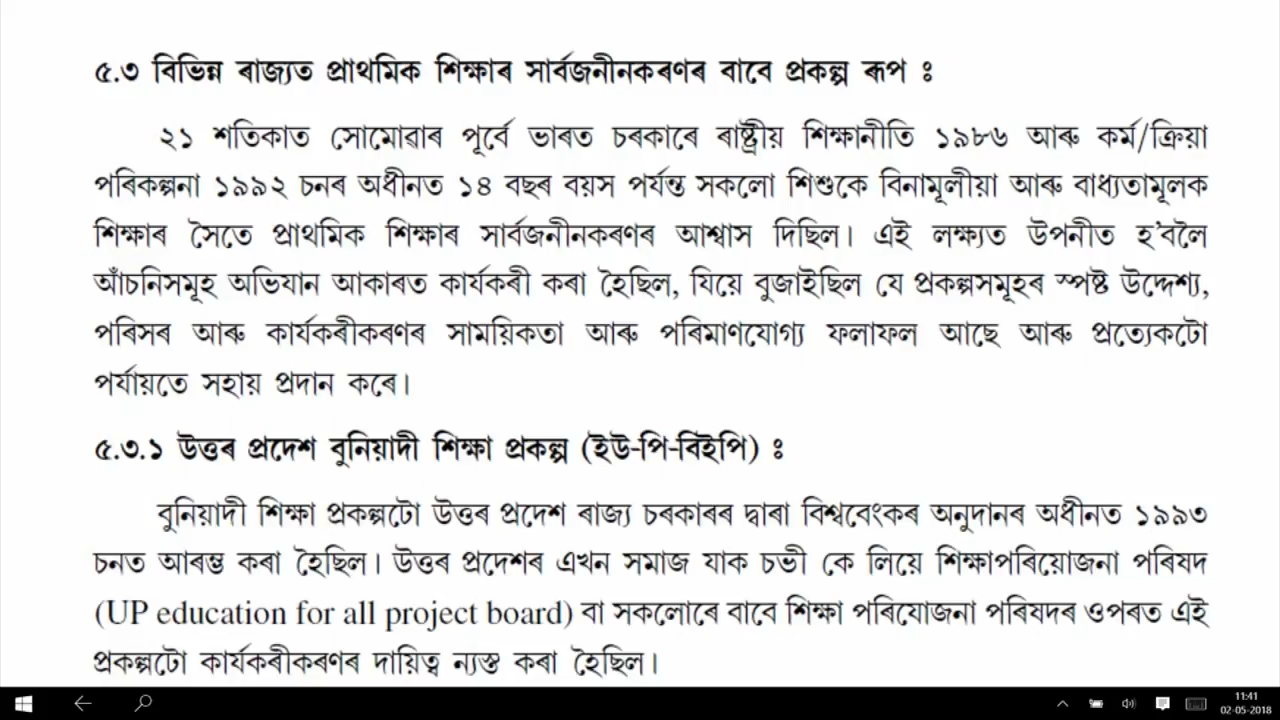 ৫.৩ বিভিন্ন ৰাজ্যত প্ৰাথমিক শিক্ষাৰ সাৰ্বজনীনকৰণৰ বাবে প্ৰকল্প ৰূপ ঃ
২১ শতিকাত সোমোৱাৰ পূৰ্বে ভাৰত চৰকাৰে ৰাষ্ট্ৰীয় শিক্ষানীতি ১৯৮৬ আৰু কৰ্ম/ক্ৰিয়া
পৰিকল্পনা ১৯৯২ চনৰ অধীনত ১৪ বছৰ বয়স পৰ্যন্ত সকলো শিশুকে বিনামূলীয়া আৰু বাধ্যতামূলক
শিক্ষাৰ সৈতে প্ৰাথমিক শিক্ষাৰ সাৰ্বজনীনকৰণৰ আশ্বাস দিছিল। এই লক্ষ্যত উপনীত হ'বলৈ
আঁচনিসমূহ অভিযান আকাৰত কাৰ্যকৰী কৰা হৈছিল, যিয়ে বুজাইছিল যে প্ৰকল্পসমূহৰ স্পষ্ট উদ্দেশ্য,
পৰিসৰ আৰু কাৰ্যকৰীকৰণৰ সাময়িকতা আৰু পৰিমাণযোগ্য ফলাফল আছে আৰু প্ৰত্যেকটো
পৰ্যায়তে সহায় প্ৰদান কৰে।
৫.৩.১ উত্তৰ প্ৰদেশ বুনিয়াদী শিক্ষা প্ৰকল্প (ইউ-পি-বিইপি) ঃ
বুনিয়াদী শিক্ষা প্ৰকল্পটো উত্তৰ প্ৰদেশ ৰাজ্য চৰকাৰৰ দ্বাৰা বিশ্ববেংকৰ অনুদানৰ অধীনত ১৯৯৩
চনত আৰম্ভ কৰা হৈছিল। উত্তৰ প্ৰদেশৰ এখন সমাজ যাক চভী কে লিয়ে শিক্ষাপৰিয়োজনা পৰিষদ
(UP education for all project board) বা সকলোৰে বাবে শিক্ষা পৰিযোজনা পৰিষদৰ ওপৰত এই
প্ৰকল্পটো কাৰ্যকৰীকৰণৰ দায়িত্ব ন্যস্ত কৰা হৈছিল।
11:41
02-05-2018